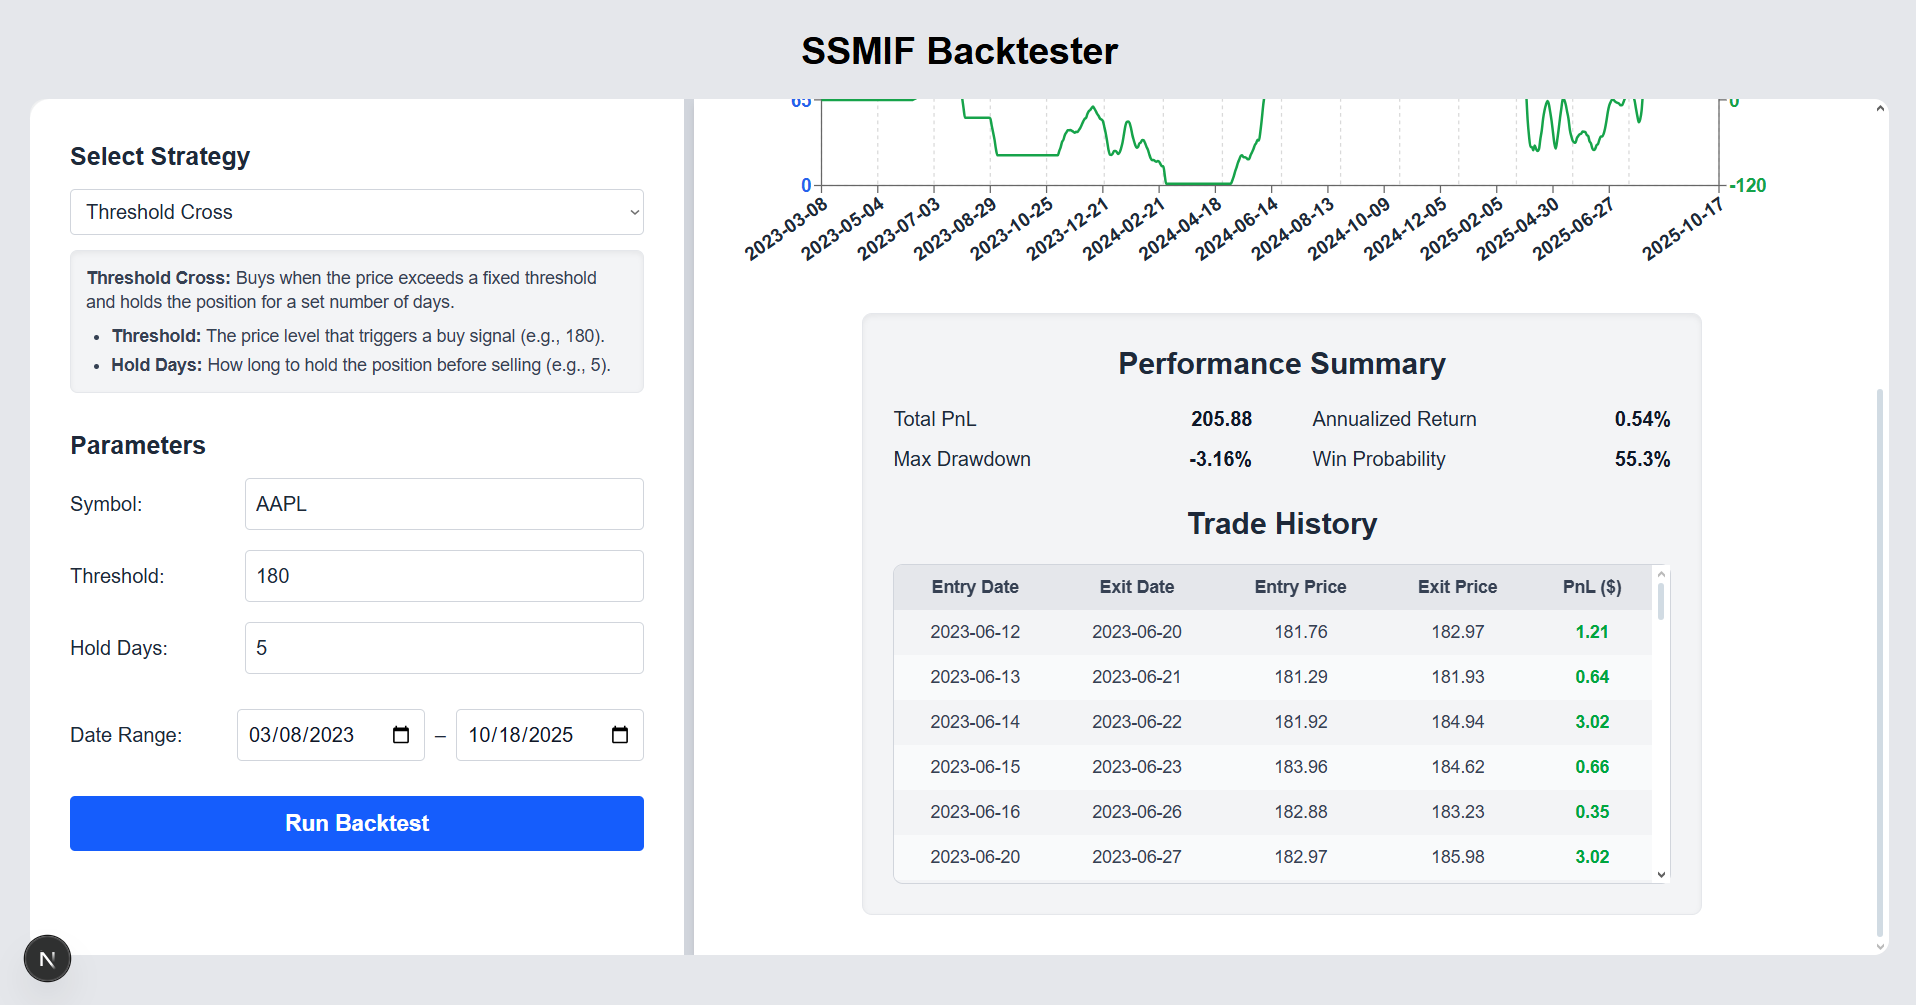 SSMIF Backtester
Select Strategy
Threshold Cross
Threshold Cross: Buys when the price exceeds a fixed threshold
and holds the position for a set number of days.
• Threshold: The price level that triggers a buy signal (e.g., 180).
• Hold Days: How long to hold the position before selling (e.g., 5).
Parameters
Symbol: AAPL
Threshold: 180
Hold Days: 5
Date Range: 03/08/2023 – 10/18/2025
Run Backtest
N
65 0
0 -120
2023-03-08 2023-05-04 2023-07-03 2023-08-29 2023-10-25 2023-12-21 2024-02-21 2024-04-18 2024-06-14 2024-08-13 2024-10-09 2024-12-05 2025-02-05 2025-04-30 2025-06-27 2025-10-17
Performance Summary
Total PnL 205.88 Annualized Return 0.54%
Max Drawdown -3.16% Win Probability 55.3%
Trade History
Entry Date Exit Date Entry Price Exit Price PnL ($)
2023-06-12 2023-06-20 181.76 182.97 1.21
2023-06-13 2023-06-21 181.29 181.93 0.64
2023-06-14 2023-06-22 181.92 184.94 3.02
2023-06-15 2023-06-23 183.96 184.62 0.66
2023-06-16 2023-06-26 182.88 183.23 0.35
2023-06-20 2023-06-27 182.97 185.98 3.02